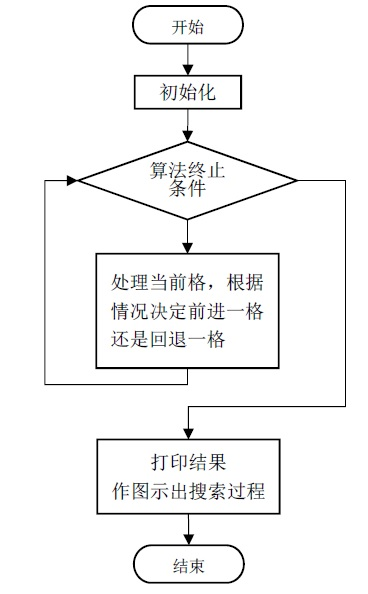 开始
初始化
算法终止
条件
处理当前格，根据
情况决定前进一格
还是回退一格
打印结果
作图示出搜索过程
结束